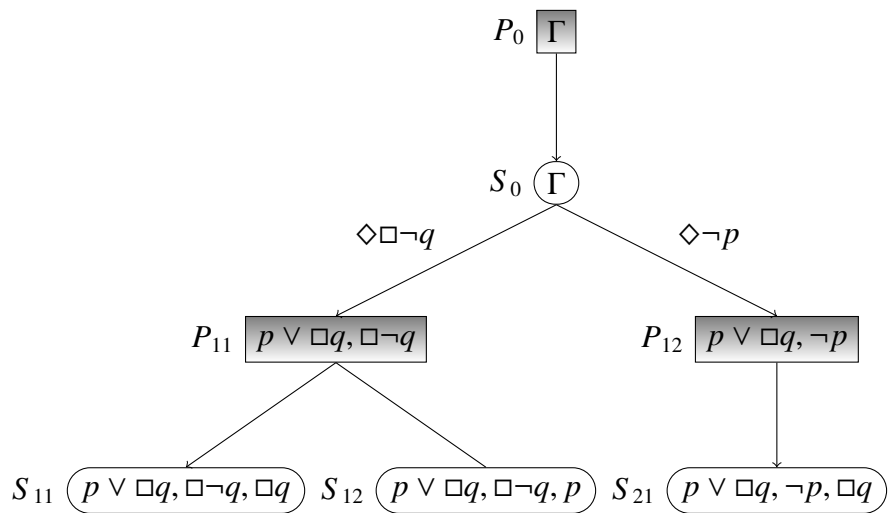 P₀ Γ
S₀ Γ
◇□¬q ◇¬p
P₁₁ p ∨ □q, □¬q P₁₂ p ∨ □q, ¬p
S₁₁ p ∨ □q, □¬q, □q S₁₂ p ∨ □q, □¬q, p S₂₁ p ∨ □q, ¬p, □q